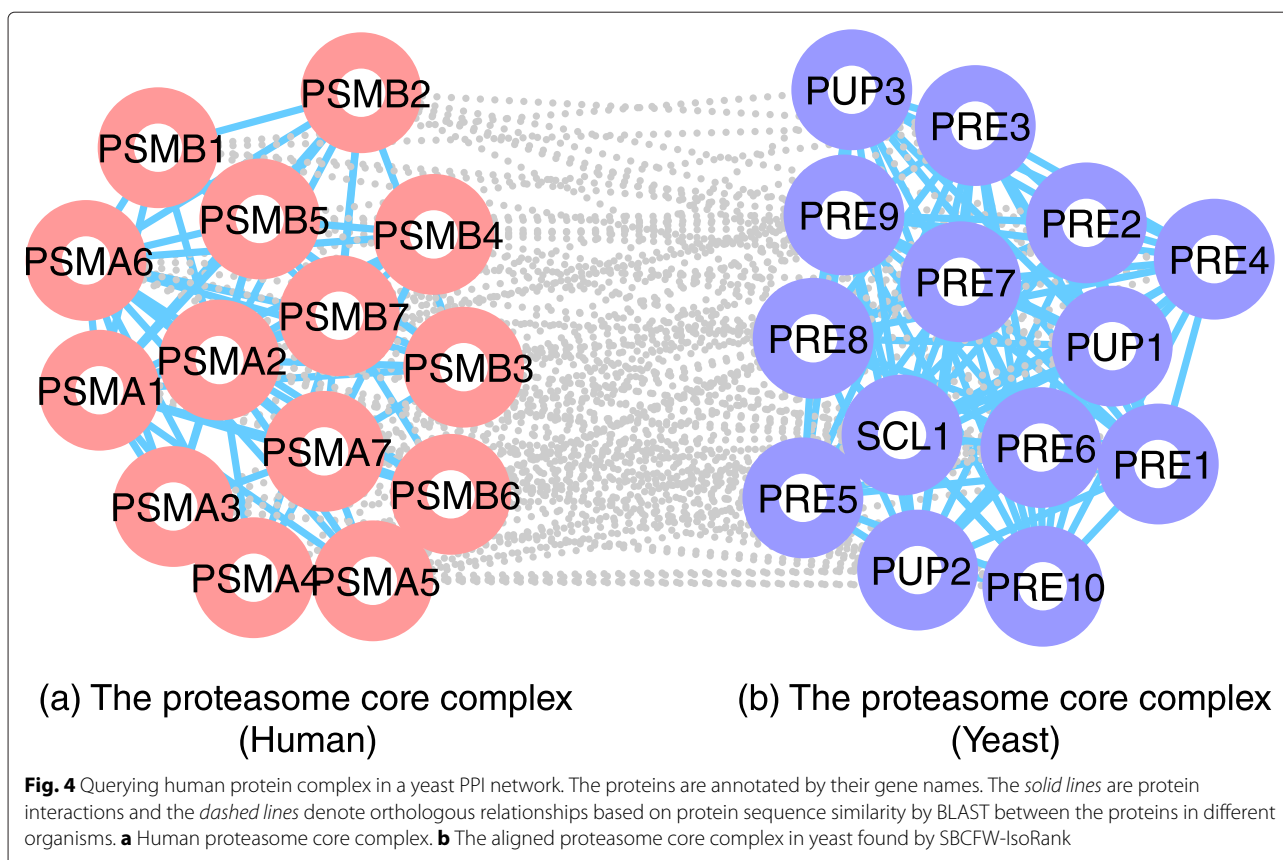 PSMB2
PSMB1
PSMB5
PSMB4
PSMA6
PSMB7
PSMA2
PSMB3
PSMA1
PSMA7
PSMB6
PSMA3
PSMA4
PSMA5
PUP3
PRE3
PRE9
PRE2
PRE4
PRE7
PRE8
PUP1
SCL1
PRE6
PRE1
PRE5
PUP2
PRE10
(a) The proteasome core complex
(Human)
(b) The proteasome core complex
(Yeast)
Fig. 4 Querying human protein complex in a yeast PPI network. The proteins are annotated by their gene names. The solid lines are protein
interactions and the dashed lines denote orthologous relationships based on protein sequence similarity by BLAST between the proteins in different
organisms. a Human proteasome core complex. b The aligned proteasome core complex in yeast found by SBCFW-IsoRank